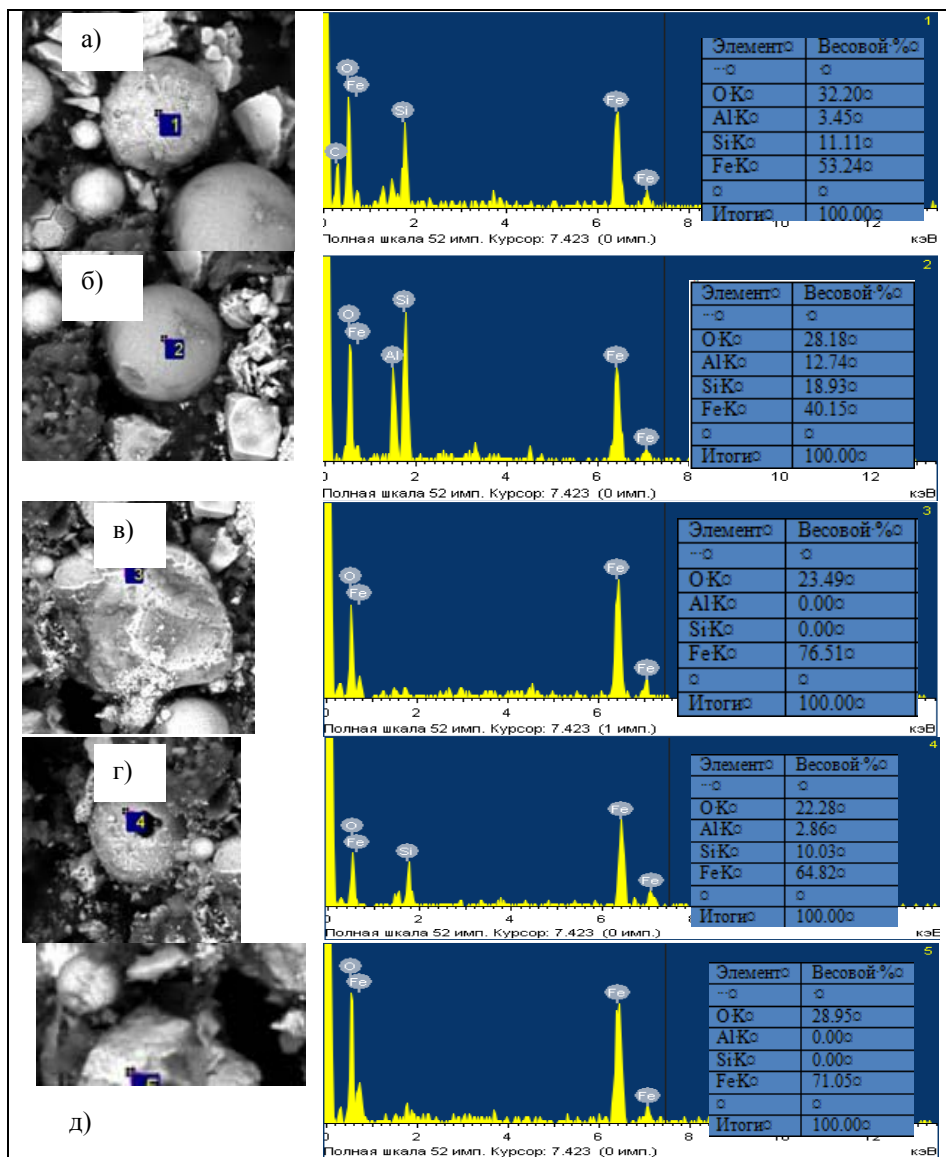 а)
1
1
O
Fe
Si
C
Fe
Fe
Элемент¤ Весовой·%¤
···¤ ·¤
O·K¤ 32.20¤
Al·K¤ 3.45¤
Si·K¤ 11.11¤
Fe·K¤ 53.24¤
¤ ¤
Итоги¤ 100.00¤
0 2 4 6 8 10 12
Полная шкала 52 имп. Курсор: 7.423 (0 имп.) кэВ
б)
2
2
Si
O
Fe
Al
Fe
Fe
Элемент¤ Весовой·%¤
···¤ ·¤
O·K¤ 28.18¤
Al·K¤ 12.74¤
Si·K¤ 18.93¤
Fe·K¤ 40.15¤
¤ ¤
Итоги¤ 100.00¤
0 2 4 6 8 10 12
Полная шкала 52 имп. Курсор: 7.423 (0 имп.) кэВ
в)
3
3
O
Fe
Fe
Fe
Элемент¤ Весовой·%¤
···¤ ·¤
O·K¤ 23.49¤
Al·K¤ 0.00¤
Si·K¤ 0.00¤
Fe·K¤ 76.51¤
¤ ¤
Итоги¤ 100.00¤
0 2 4 6
Полная шкала 52 имп. Курсор: 7.423 (1 имп.) кэВ
г)
4
4
O
Fe
Si
Fe
Fe
Элемент¤ Весовой·%¤
···¤ ·¤
O·K¤ 22.28¤
Al·K¤ 2.86¤
Si·K¤ 10.03¤
Fe·K¤ 64.82¤
¤ ¤
Итоги¤ 100.00¤
0 2 4 6 8 10 12
Полная шкала 52 имп. Курсор: 7.423 (0 имп.) кэВ
5
5
O
Fe
Fe
Fe
Элемент¤ Весовой·%¤
···¤ ·¤
O·K¤ 28.95¤
Al·K¤ 0.00¤
Si·K¤ 0.00¤
Fe·K¤ 71.05¤
¤ ¤
Итоги¤ 100.00¤
д)
0 2 4 6 8 10 12
Полная шкала 52 имп. Курсор: 7.423 (0 имп.) кэВ